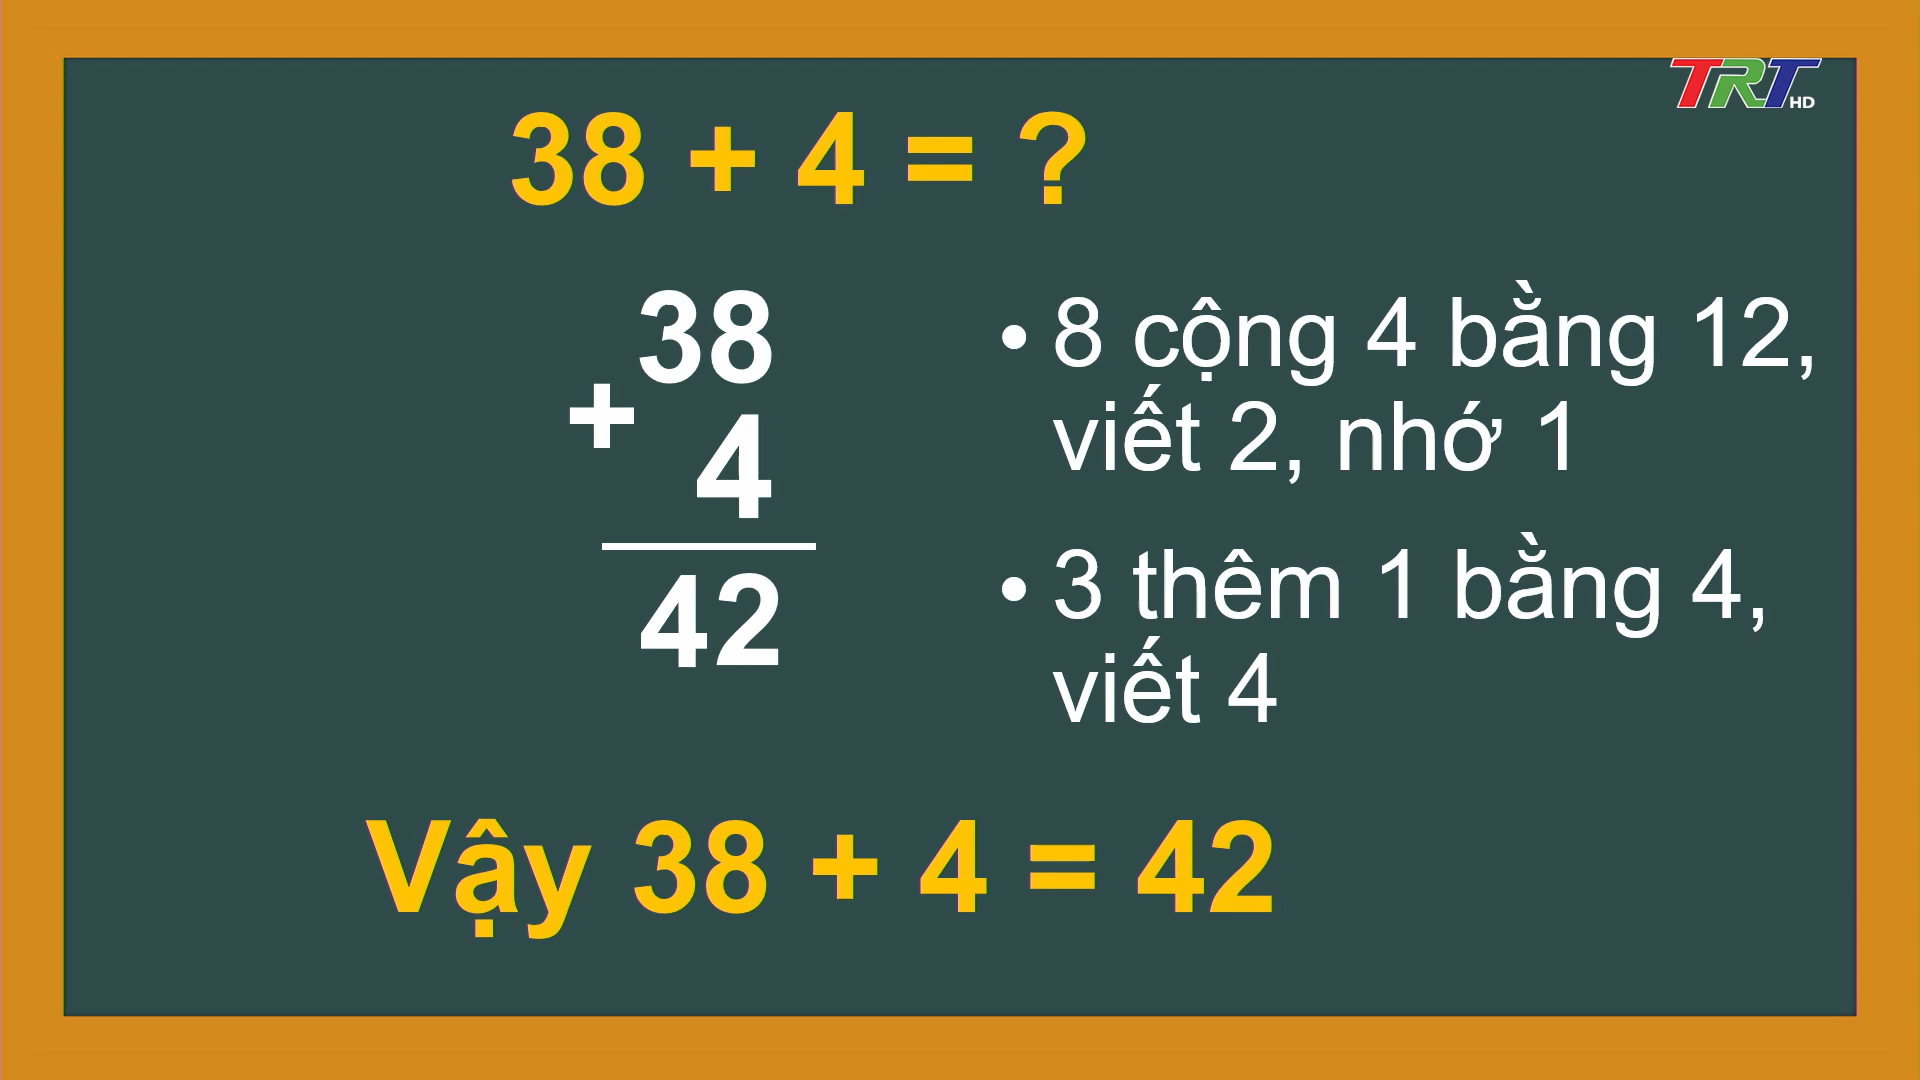 TRT HD
38 + 4 = ?
38
+
4
42
• 8 cộng 4 bằng 12,
viết 2, nhớ 1
• 3 thêm 1 bằng 4,
viết 4
Vậy 38 + 4 = 42